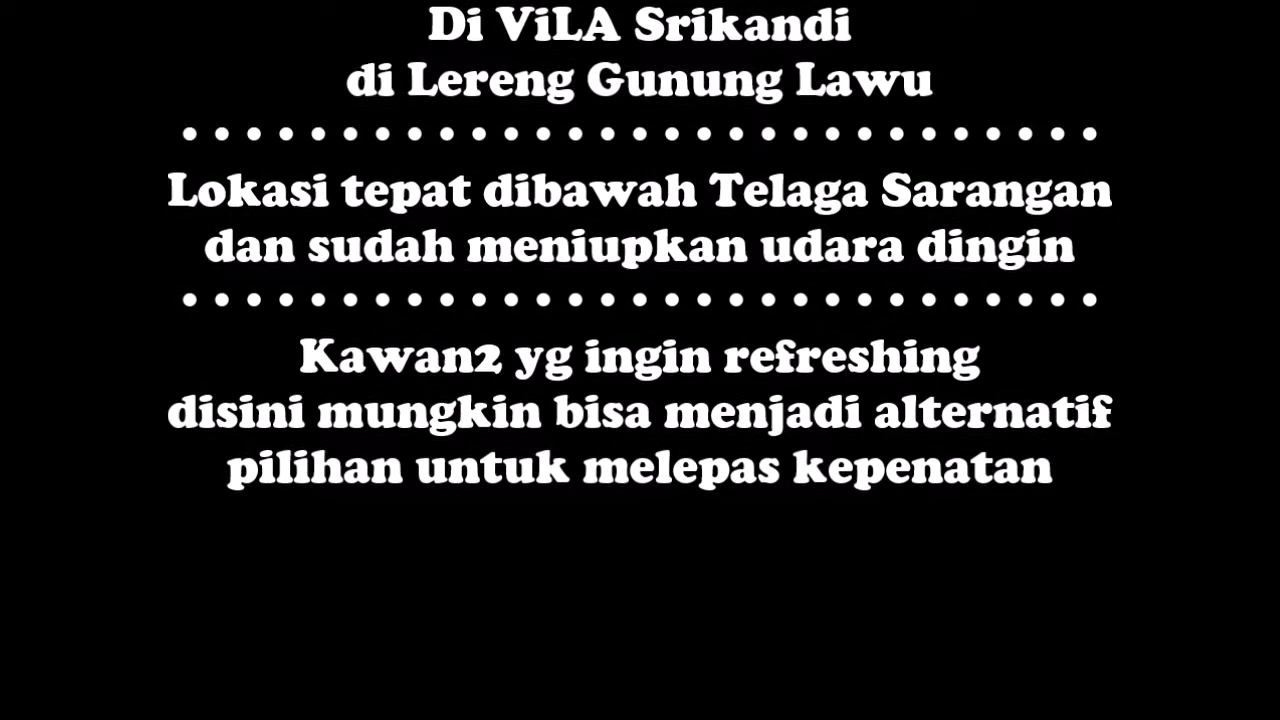 Di ViLA Srikandi
di Lereng Gunung Lawu
• • • • • • • • • • • • • • • • • • • • • • • • • • • • •
Lokasi tepat dibawah Telaga Sarangan
dan sudah meniupkan udara dingin
• • • • • • • • • • • • • • • • • • • • • • • • • • • • •
Kawan2 yg ingin refreshing
disini mungkin bisa menjadi alternatif
pilihan untuk melepas kepenatan